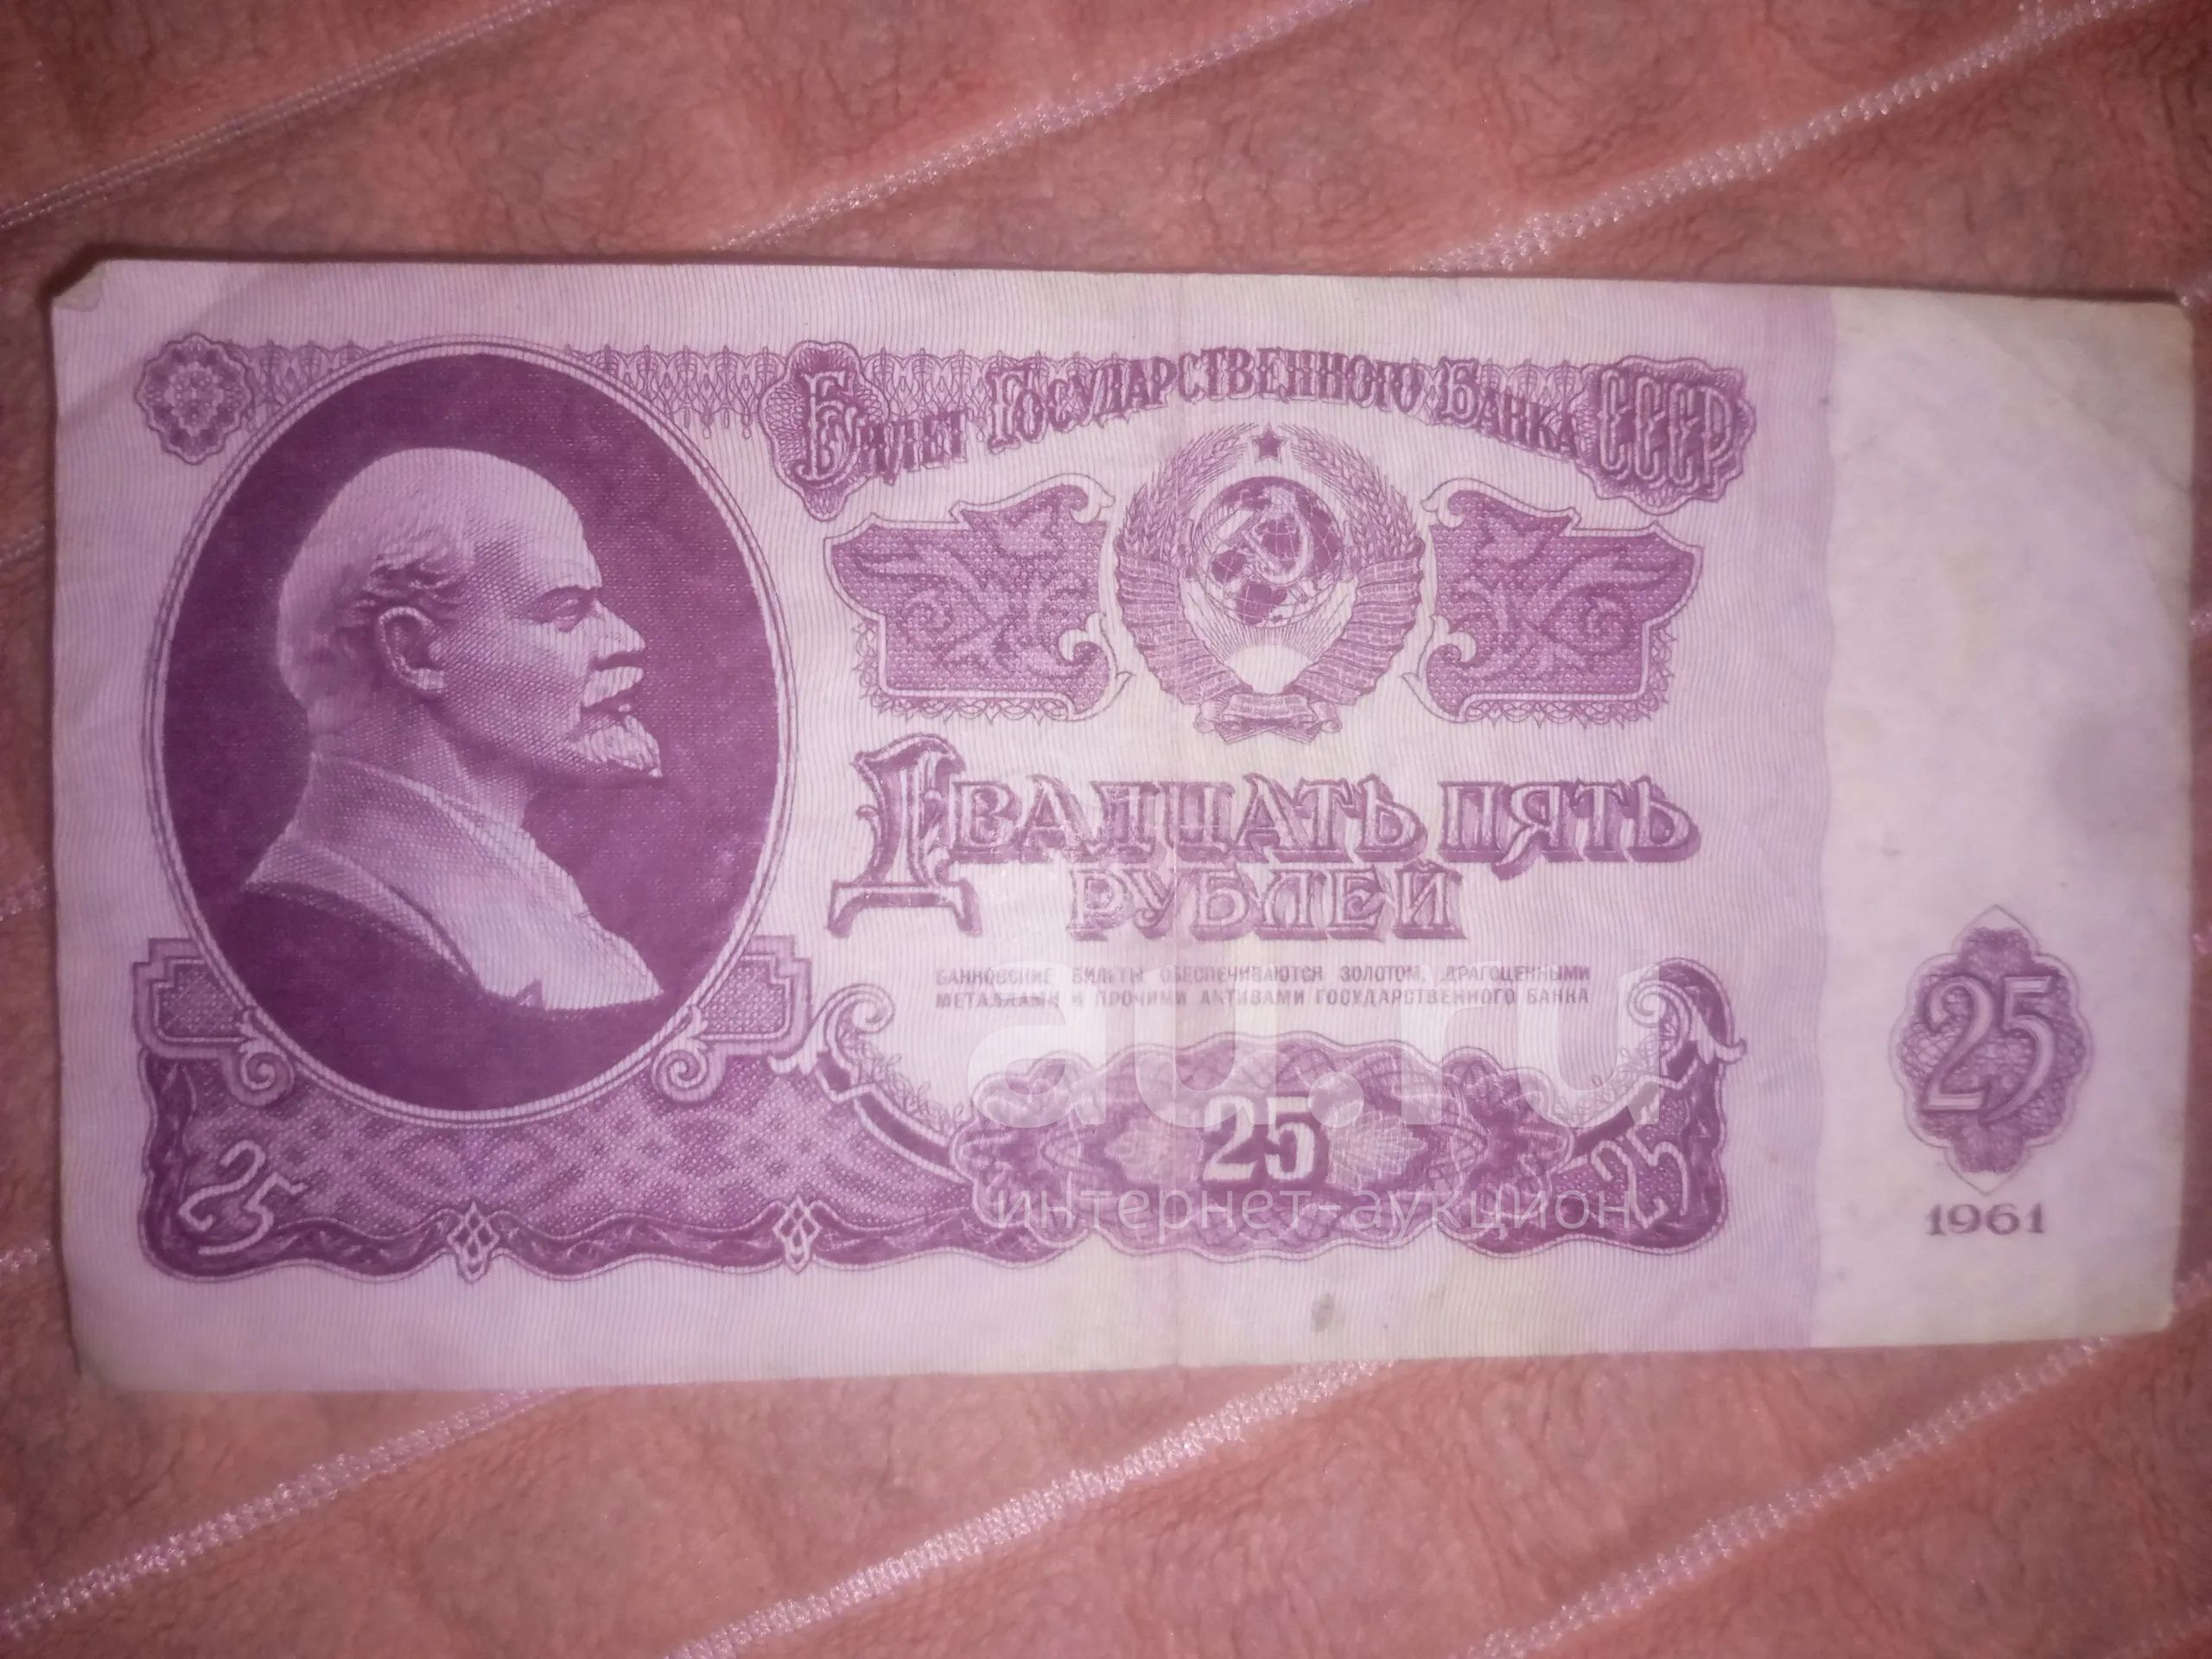 Билет Государственного Банка СССР
Двадцать пять
рублей
БАНКОВСКИЕ БИЛЕТЫ ОБЕСПЕЧИВАЮТСЯ ЗОЛОТОМ, ДРАГОЦЕННЫМИ
МЕТАЛЛАМИ И ПРОЧИМИ АКТИВАМИ ГОСУДАРСТВЕННОГО БАНКА
au.ru
25
25
25
25
интернет-аукцион
1961